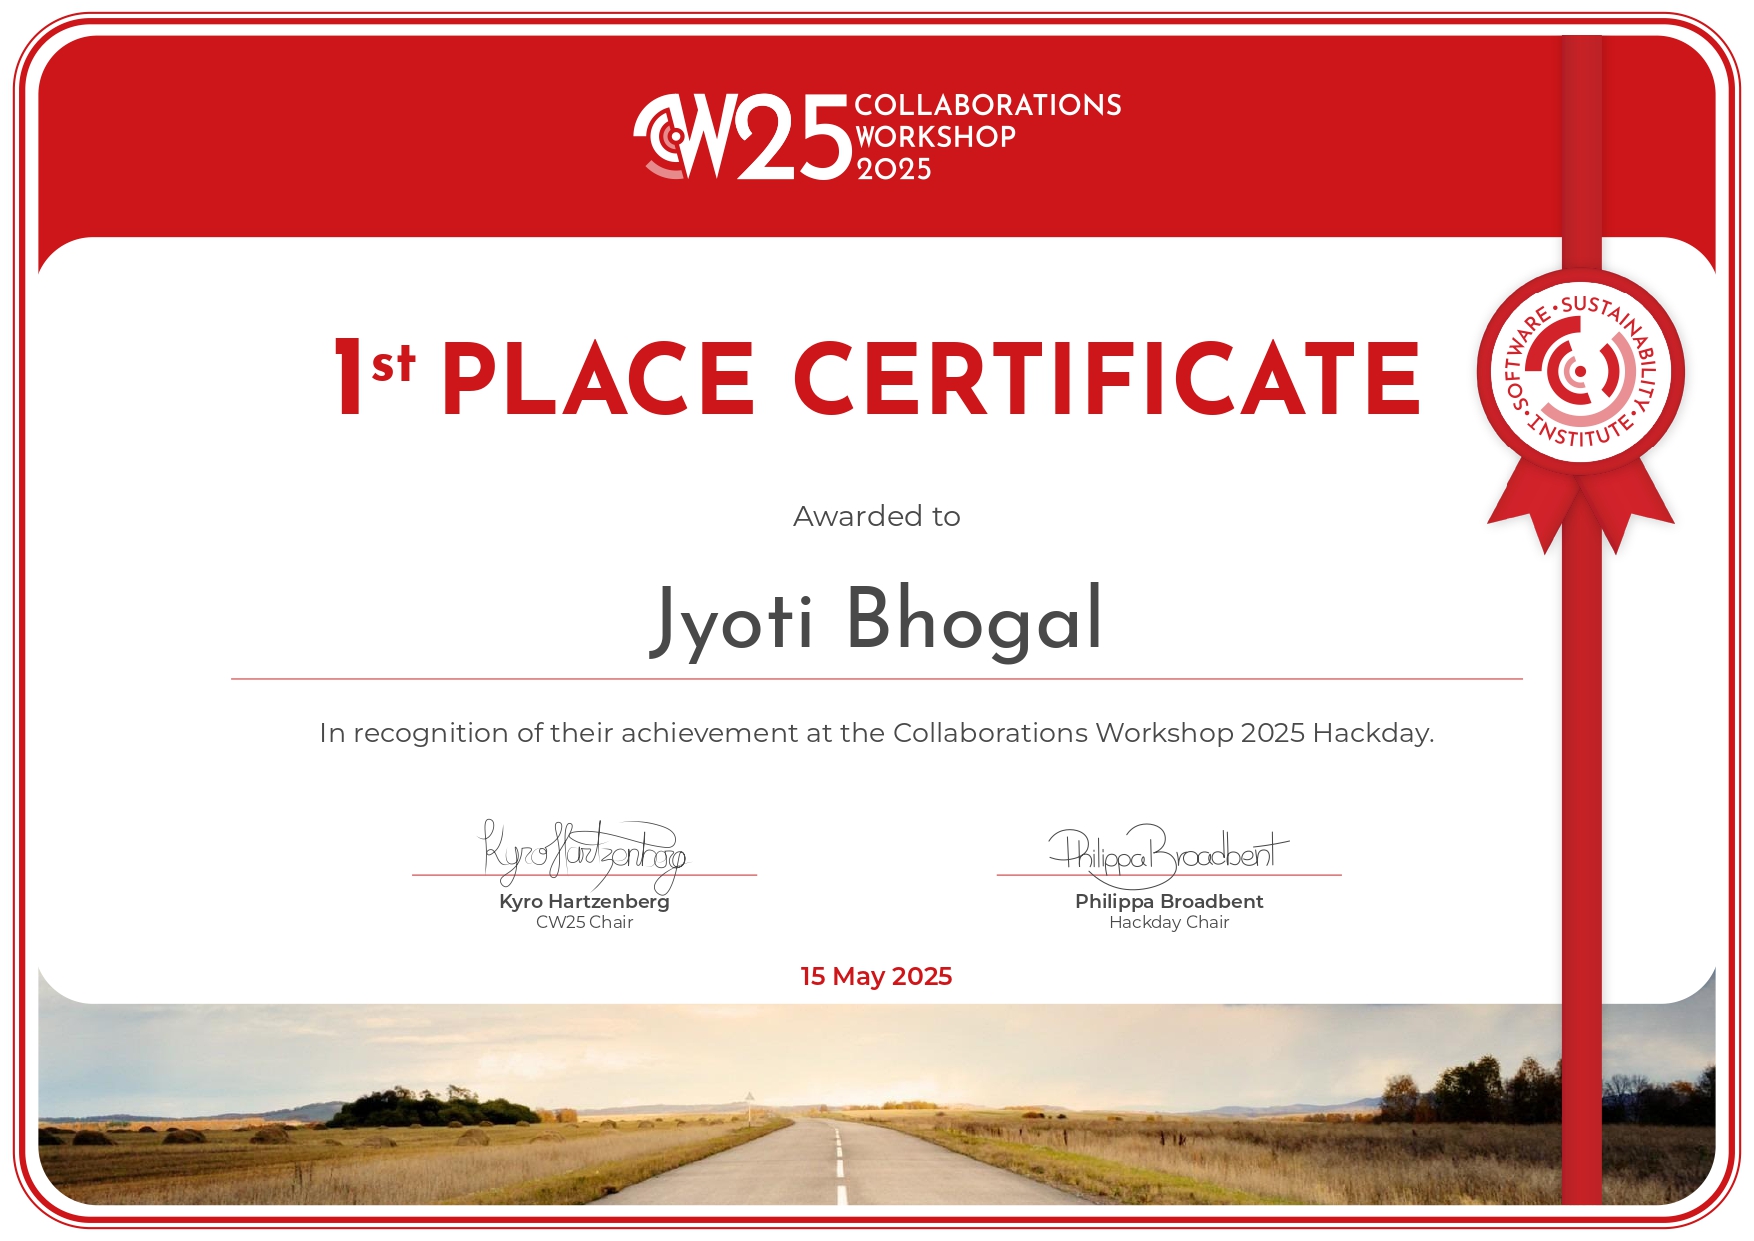 CW25 COLLABORATIONS
WORKSHOP
2025
1st PLACE CERTIFICATE
SOFTWARE · SUSTAINABILITY · INSTITUTE ·
Awarded to
Jyoti Bhogal
In recognition of their achievement at the Collaborations Workshop 2025 Hackday.
Kyro Hartzenberg
Philippa Broadbent
Kyro Hartzenberg
CW25 Chair
Philippa Broadbent
Hackday Chair
15 May 2025